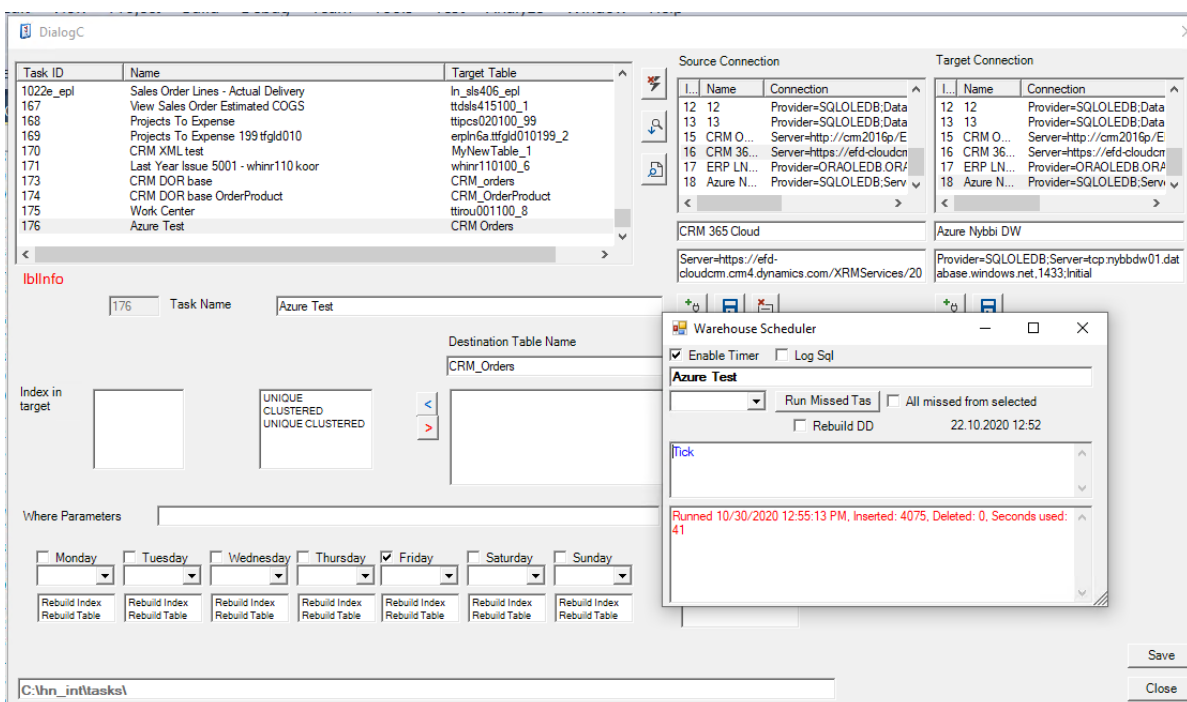 DialogC
Task ID Name Target Table
1022e_epl Sales Order Lines - Actual Delivery ln_sls406_epl
167 View Sales Order Estimated COGS ttdsls415100_1
168 Projects To Expense ttipcs020100_99
169 Projects To Expense 199 tfgld010 erpln6a.ttfgld010199_2
170 CRM XML test MyNewTable_1
171 Last Year Issue 5001 - whinr110 koor whinr110100_6
173 CRM DOR base CRM_orders
174 CRM DOR base OrderProduct CRM_OrderProduct
175 Work Center ttirou001100_8
176 Azure Test CRM Orders
Source Connection
I... Name Connection
12 12 Provider=SQLOLEDB;Data
13 13 Provider=SQLOLEDB;Data
15 CRM O... Server=http://crm2016p/E
16 CRM 36... Server=https://efd-cloudcrm
17 ERP LN... Provider=ORAOLEDB.ORA
18 Azure N... Provider=SQLOLEDB;Serv
CRM 365 Cloud
Server=https://efd-
cloudcrm.crm4.dynamics.com/XRMServices/20
Target Connection
I... Name Connection
12 12 Provider=SQLOLEDB;Data
13 13 Provider=SQLOLEDB;Data
15 CRM O... Server=http://crm2016p/E
16 CRM 36... Server=https://efd-cloudcrm
17 ERP LN... Provider=ORAOLEDB.ORA
18 Azure N... Provider=SQLOLEDB;Serv
Azure Nybbi DW
Provider=SQLOLEDB;Server=tcp:nybbdw01.dat
abase.windows.net,1433;Initial
lblInfo
176 Task Name Azure Test
Destination Table Name
CRM_Orders
Index in
target
UNIQUE
CLUSTERED
UNIQUE CLUSTERED
<
>
Where Parameters
Monday Tuesday Wednesday Thursday Friday Saturday Sunday
Rebuild Index Rebuild Index Rebuild Index Rebuild Index Rebuild Index Rebuild Index Rebuild Index
Rebuild Table Rebuild Table Rebuild Table Rebuild Table Rebuild Table Rebuild Table Rebuild Table
Warehouse Scheduler
Enable Timer Log Sql
Azure Test
Run Missed Tas All missed from selected
Rebuild DD 22.10.2020 12:52
Tick
Runned 10/30/2020 12:55:13 PM, Inserted: 4075, Deleted: 0, Seconds used:
41
Save
C:\hn_int\tasks\ Close